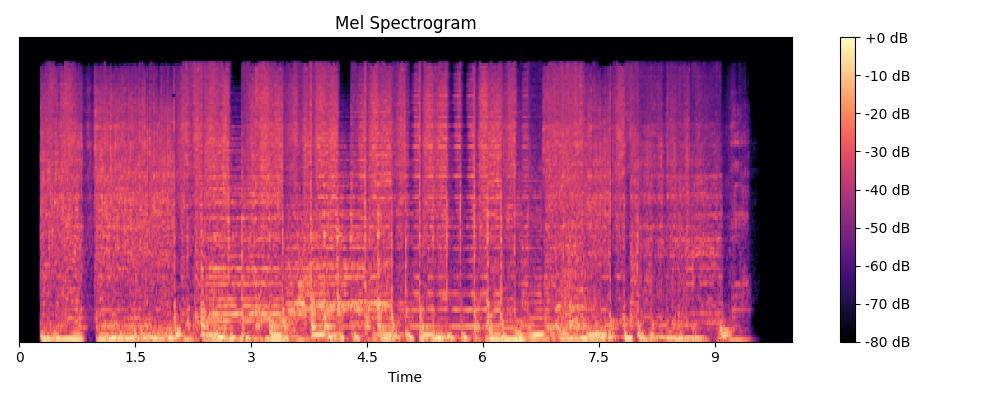 Mel Spectrogram
+0 dB
-10 dB
-20 dB
-30 dB
-40 dB
-50 dB
-60 dB
-70 dB
-80 dB
0 1.5 3 4.5 6 7.5 9
Time